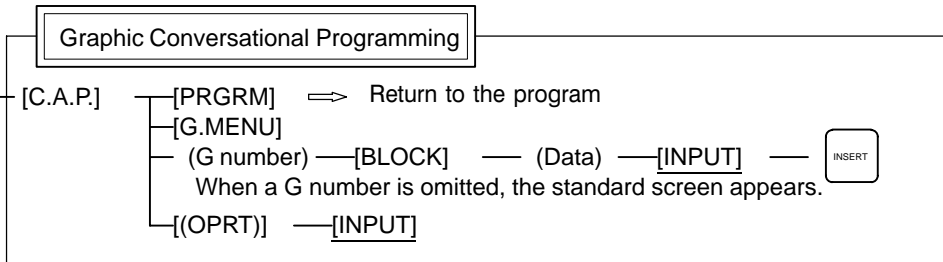 Graphic Conversational Programming
[C.A.P.] [PRGRM] Return to the program
[G.MENU]
(G number) [BLOCK] (Data) [INPUT] INSERT
When a G number is omitted, the standard screen appears.
[(OPRT)] [INPUT]